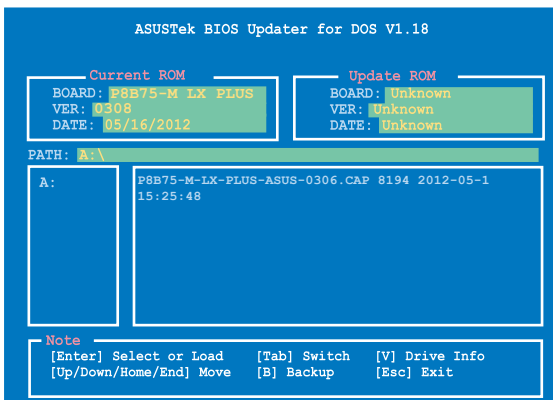 ASUSTek BIOS Updater for DOS V1.18
Current ROM
BOARD: P8B75-M LX PLUS
VER: 0308
DATE: 05/16/2012
Update ROM
BOARD: Unknown
VER: Unknown
DATE: Unknown
PATH: A:\
A:
P8B75-M-LX-PLUS-ASUS-0306.CAP 8194 2012-05-1
15:25:48
Note
[Enter] Select or Load [Tab] Switch [V] Drive Info
[Up/Down/Home/End] Move [B] Backup [Esc] Exit